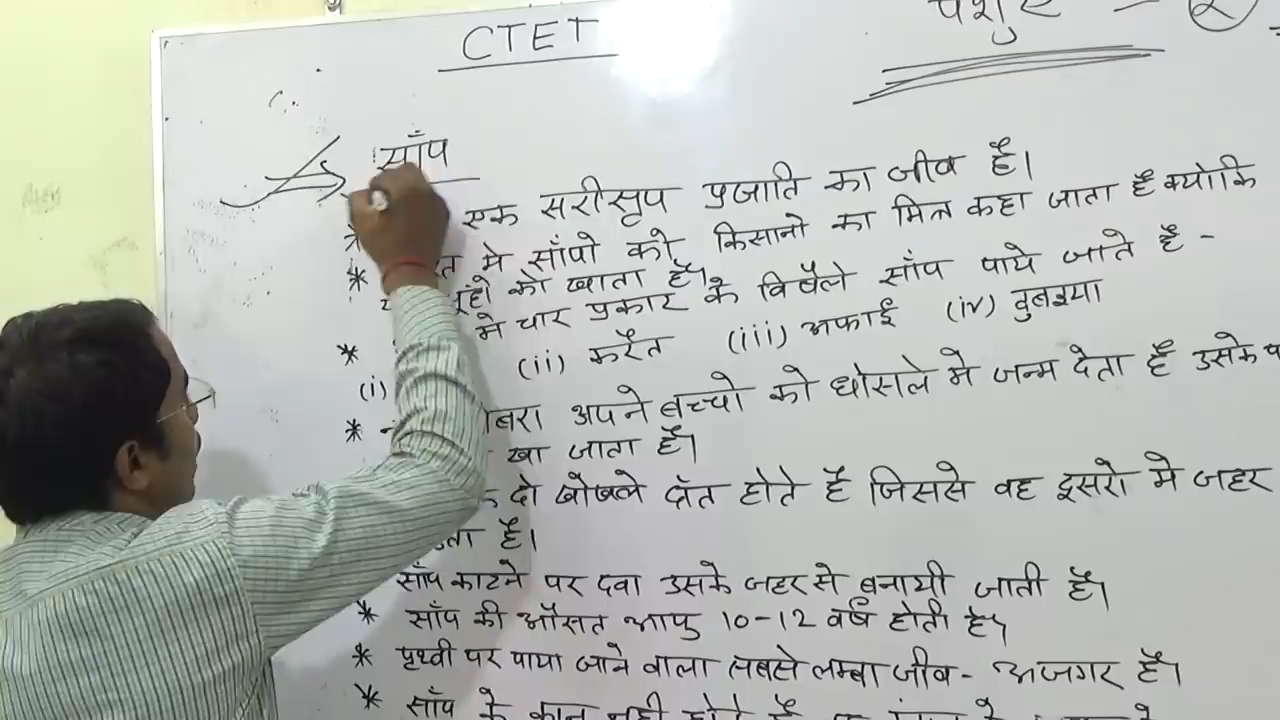 CTET
साँप
एक सरीसृप प्रजाति का जीव है।
* त मे साँपो को किसानो का मित्र कहा जाता है क्योकि
को खाता है।
* मे चार प्रकार के विषैले साँप पाये जाते है -
(i) (ii) करैत (iii) अफाई (iv) दुबइया
* अपने बच्चो को घोसले मे जन्म देता है उसके
खा जाता है।
दो खोखले दाँत होते है जिससे वह दूसरो मे जहर
है।
साँप काटने पर दवा उसके जहर से बनायी जाती है।
* साँप की औसत आयु 10-12 वर्ष होती है।
* पृथ्वी पर पाया जाने वाला सबसे लम्बा जीव - अजगर है।
* साँप के कान नही होते है